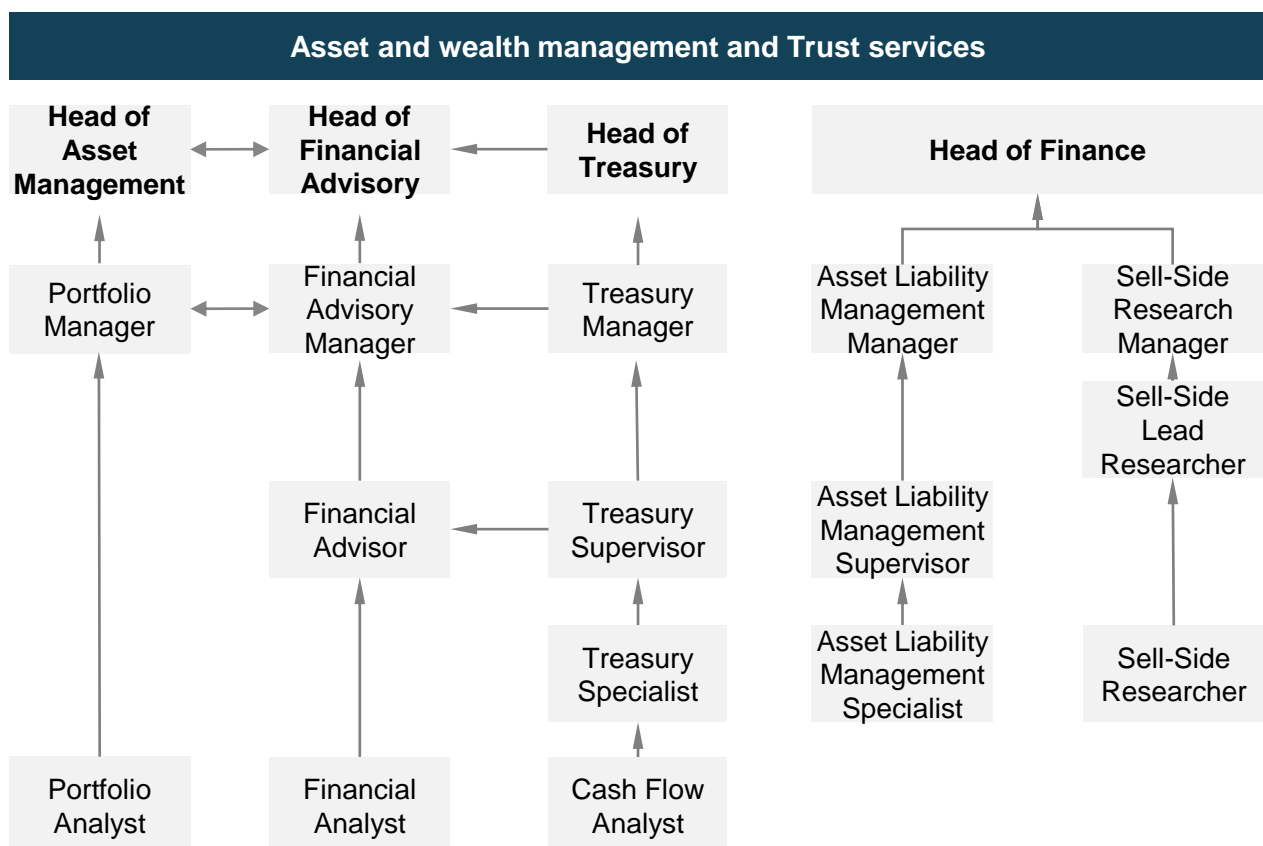 Asset and wealth management and Trust services
Head of
Asset
Management
Head of
Financial
Advisory
Head of
Treasury
Head of Finance
Portfolio
Manager
Financial
Advisory
Manager
Treasury
Manager
Asset Liability
Management
Manager
Sell-Side
Research
Manager
Sell-Side
Lead
Researcher
Financial
Advisor
Treasury
Supervisor
Asset Liability
Management
Supervisor
Treasury
Specialist
Asset Liability
Management
Specialist
Sell-Side
Researcher
Portfolio
Analyst
Financial
Analyst
Cash Flow
Analyst